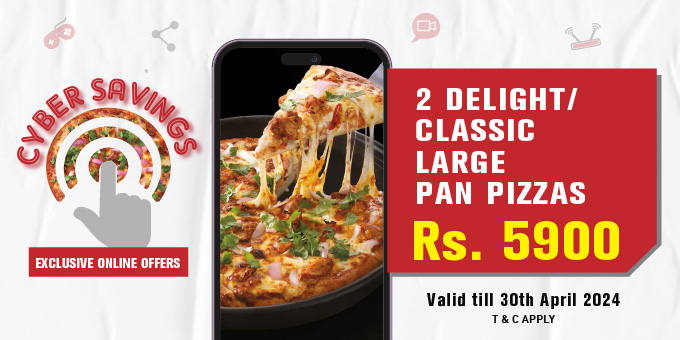 CYBER SAVINGS
EXCLUSIVE ONLINE OFFERS
2 DELIGHT/
CLASSIC
LARGE
PAN PIZZAS
Rs. 5900
Valid till 30th April 2024
T & C APPLY